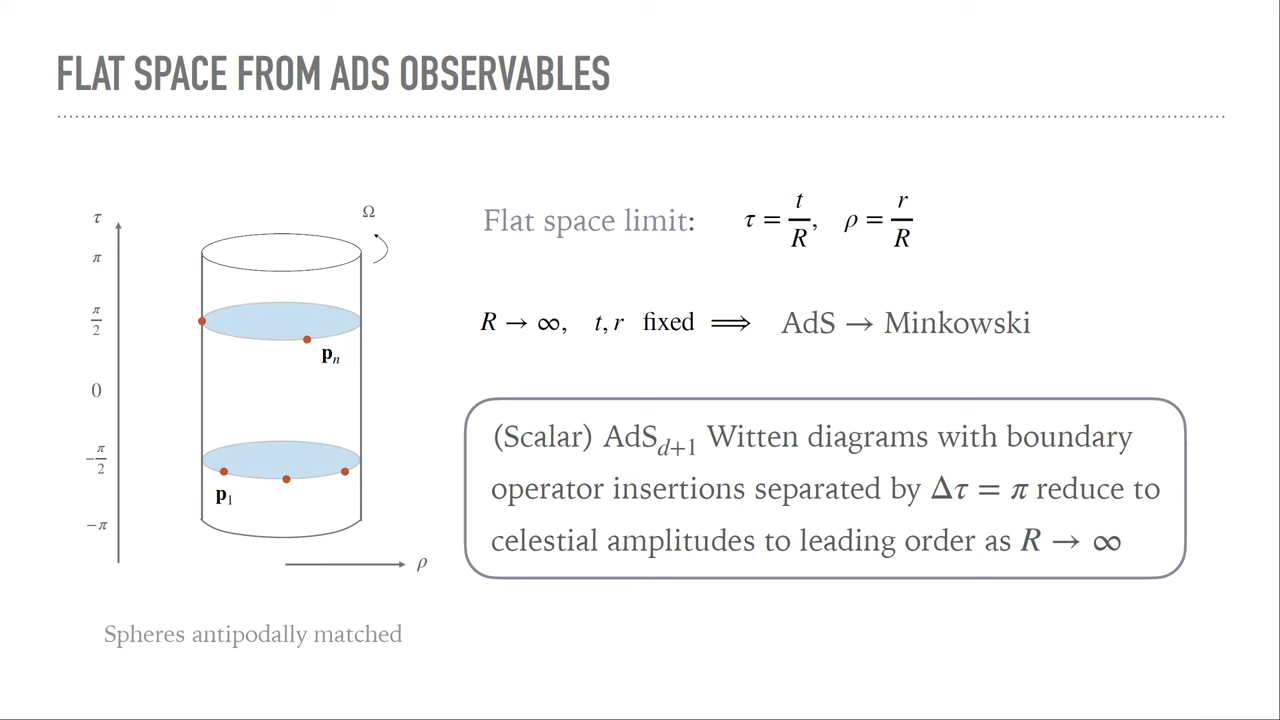 FLAT SPACE FROM ADS OBSERVABLES
τ
π
π/2
0
−π/2
−π
Ω
p_n
p_1
ρ
Spheres antipodally matched
Flat space limit: τ = t/R, ρ = r/R
R → ∞, t, r fixed ⟹ AdS → Minkowski
(Scalar) AdS_{d+1} Witten diagrams with boundary
operator insertions separated by Δτ = π reduce to
celestial amplitudes to leading order as R → ∞